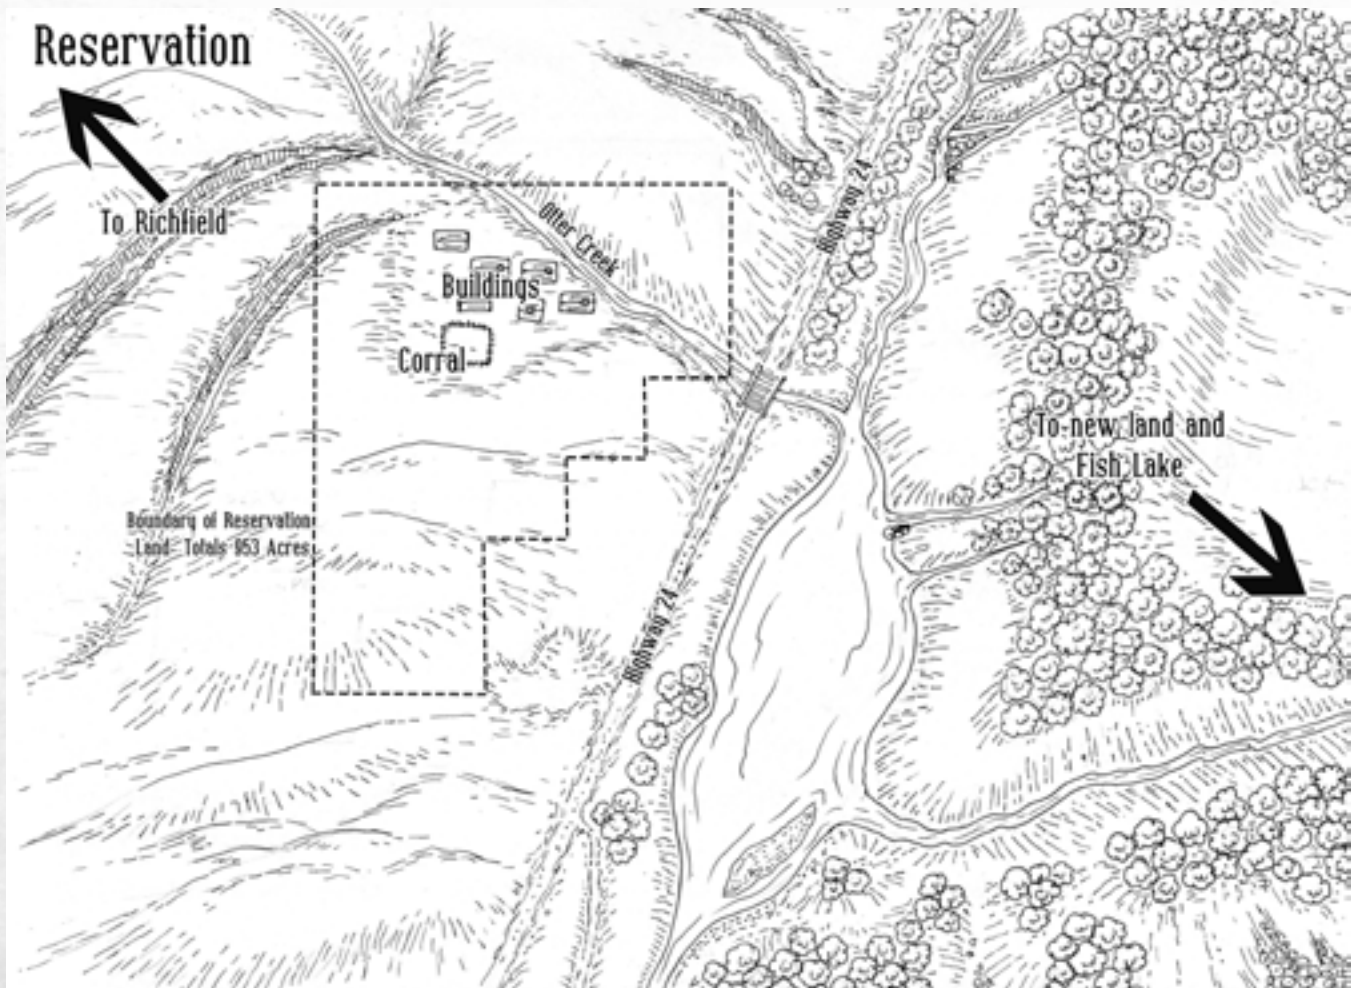 Reservation
To Richfield
Otter Creek
Highway 24
Buildings
Corral
To new land and
Fish Lake
Boundary of Reservation
Land Totals 953 Acres
Highway 24